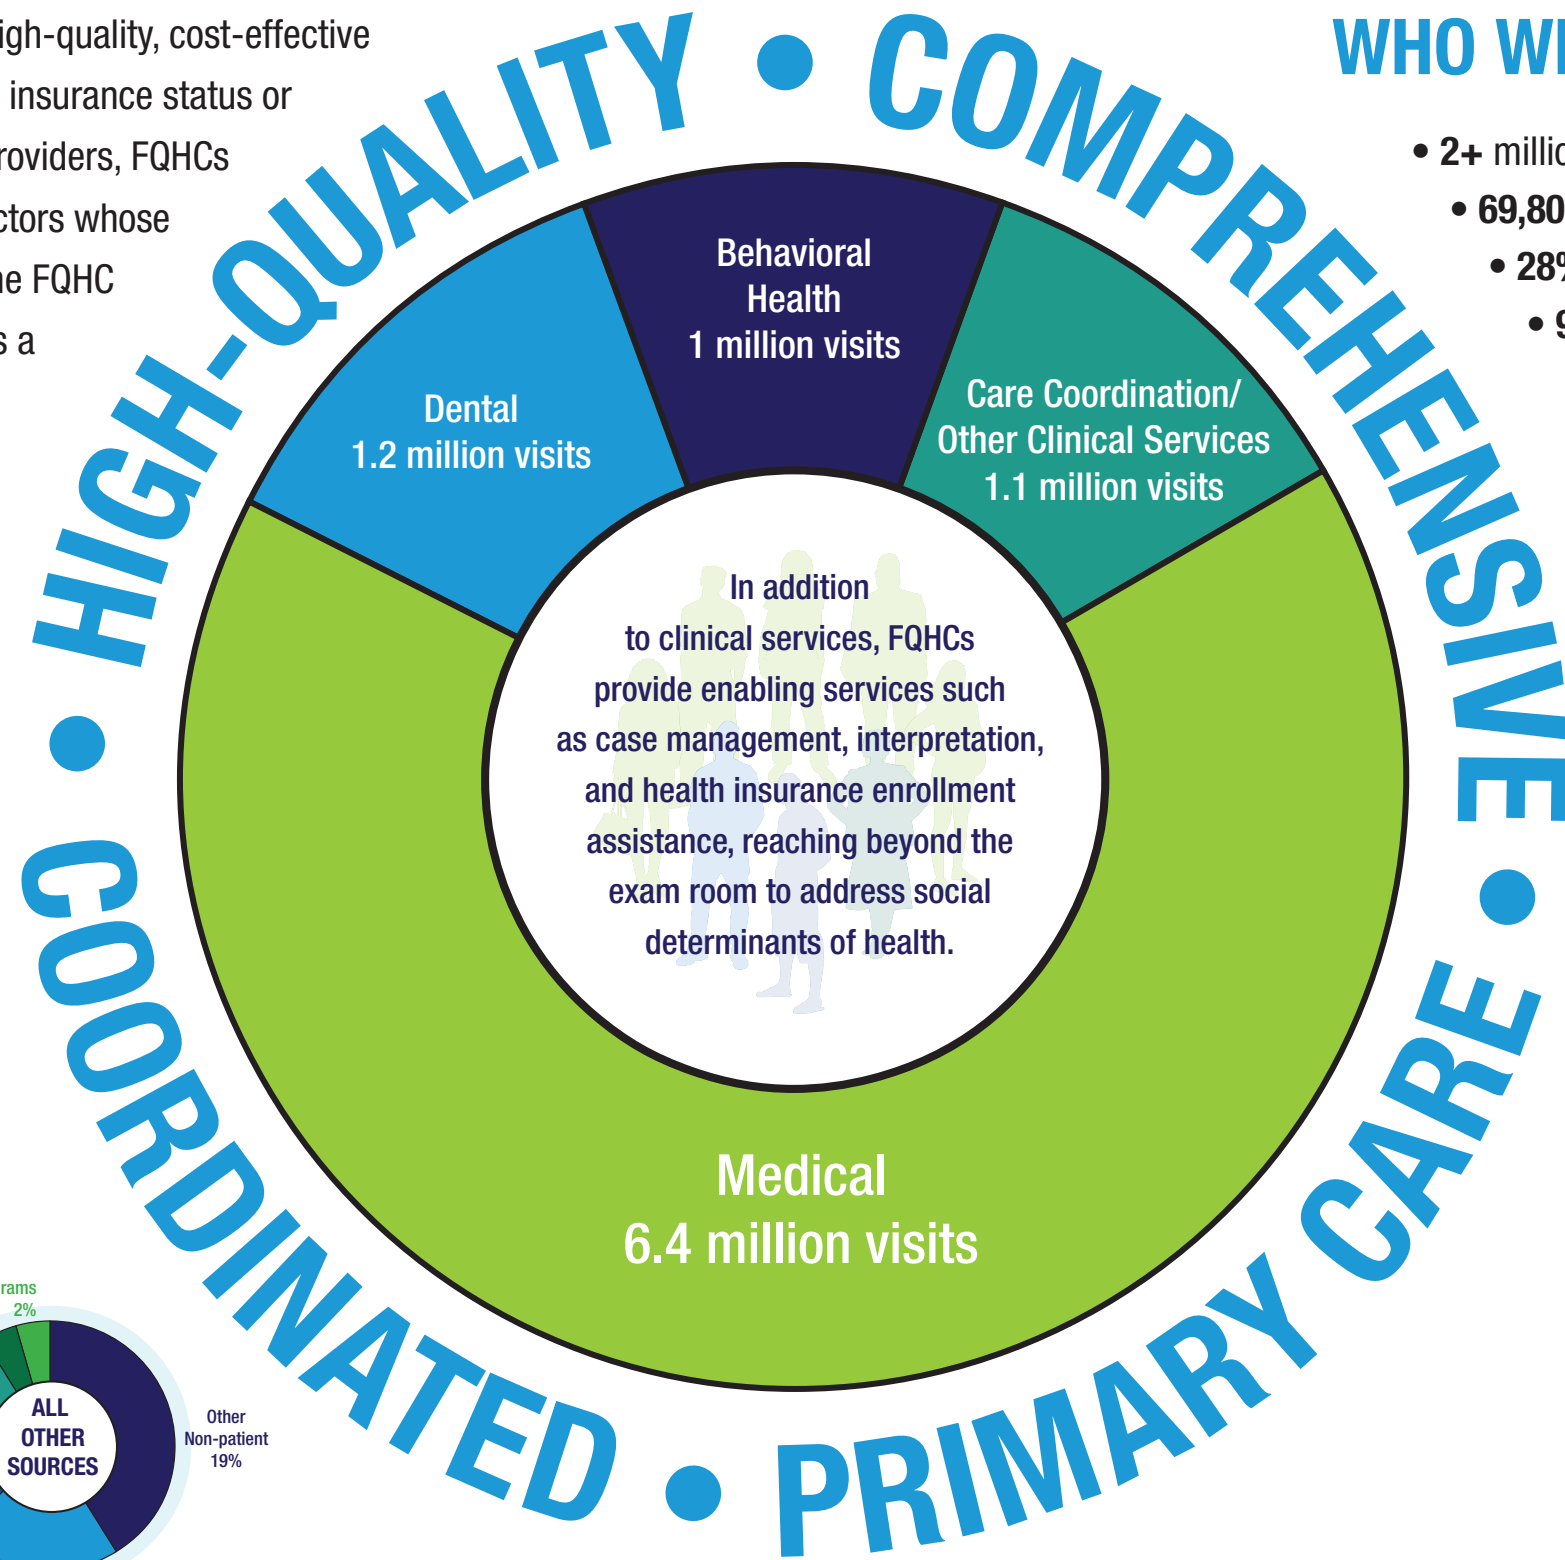 igh-quality, cost-effective
insurance status or
roviders, FQHCs
ctors whose
ne FQHC
s a
HIGH-QUALITY • COMPREHENSIVE • PRIMARY CARE • COORDINATED •
WHO WE
• 2+ millio
• 69,80
• 28%
• 9
Behavioral
Health
1 million visits
Dental
1.2 million visits
Care Coordination/
Other Clinical Services
1.1 million visits
In addition
to clinical services, FQHCs
provide enabling services such
as case management, interpretation,
and health insurance enrollment
assistance, reaching beyond the
exam room to address social
determinants of health.
Medical
6.4 million visits
rams
2%
ALL
OTHER
SOURCES
Other
Non-patient
19%